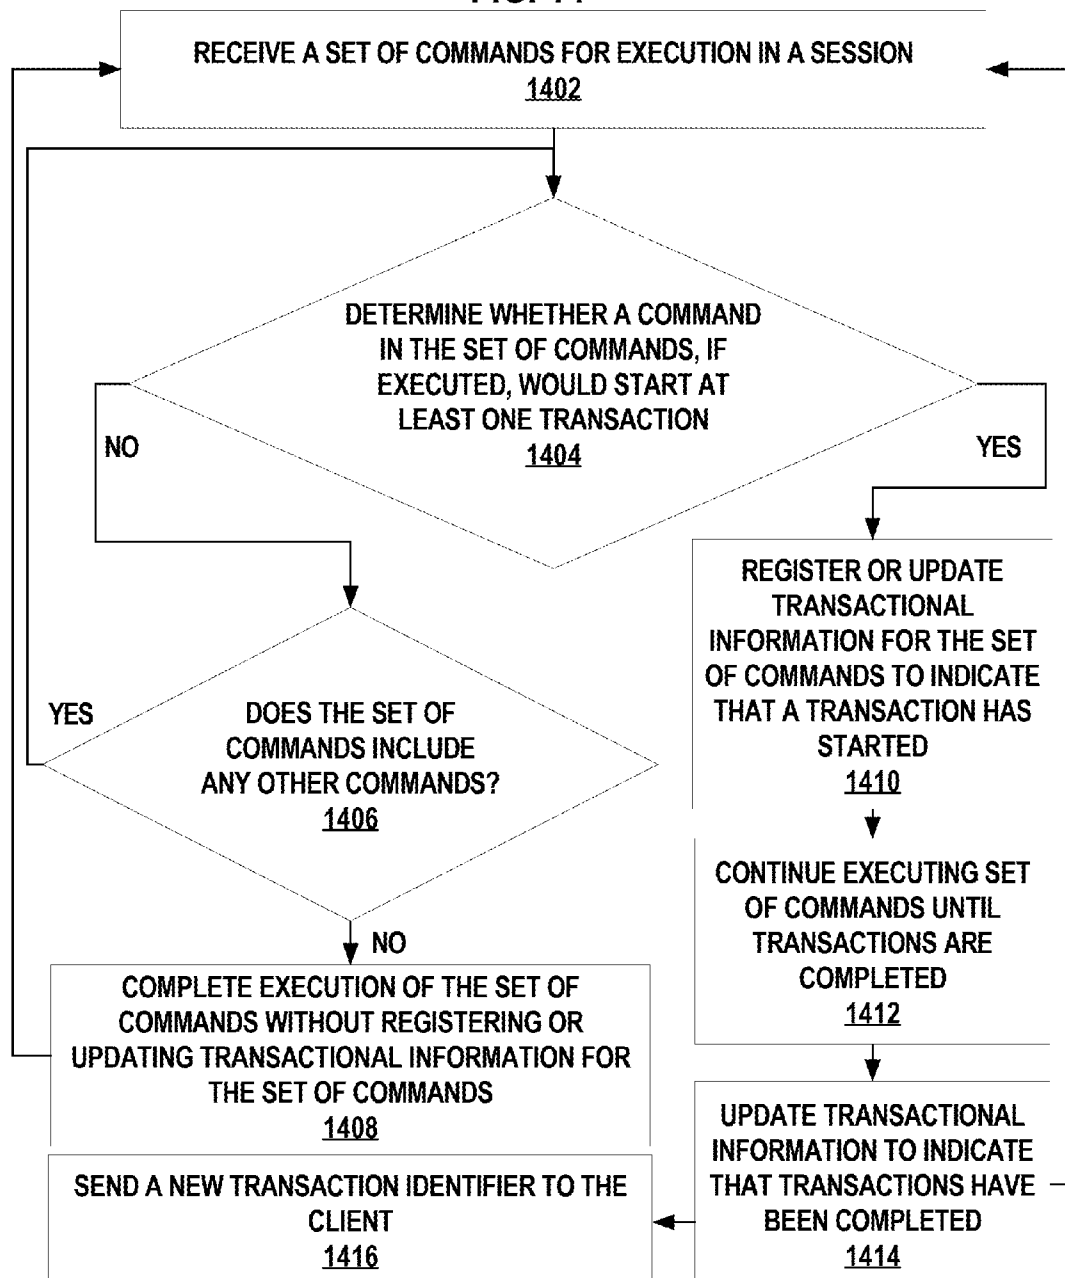 RECEIVE A SET OF COMMANDS FOR EXECUTION IN A SESSION
1402
DETERMINE WHETHER A COMMAND
IN THE SET OF COMMANDS, IF
EXECUTED, WOULD START AT
LEAST ONE TRANSACTION
1404
NO
YES
REGISTER OR UPDATE
TRANSACTIONAL
INFORMATION FOR THE SET
OF COMMANDS TO INDICATE
THAT A TRANSACTION HAS
STARTED
1410
YES
DOES THE SET OF
COMMANDS INCLUDE
ANY OTHER COMMANDS?
1406
NO
CONTINUE EXECUTING SET
OF COMMANDS UNTIL
TRANSACTIONS ARE
COMPLETED
1412
COMPLETE EXECUTION OF THE SET OF
COMMANDS WITHOUT REGISTERING OR
UPDATING TRANSACTIONAL INFORMATION FOR
THE SET OF COMMANDS
1408
UPDATE TRANSACTIONAL
INFORMATION TO INDICATE
THAT TRANSACTIONS HAVE
BEEN COMPLETED
1414
SEND A NEW TRANSACTION IDENTIFIER TO THE
CLIENT
1416